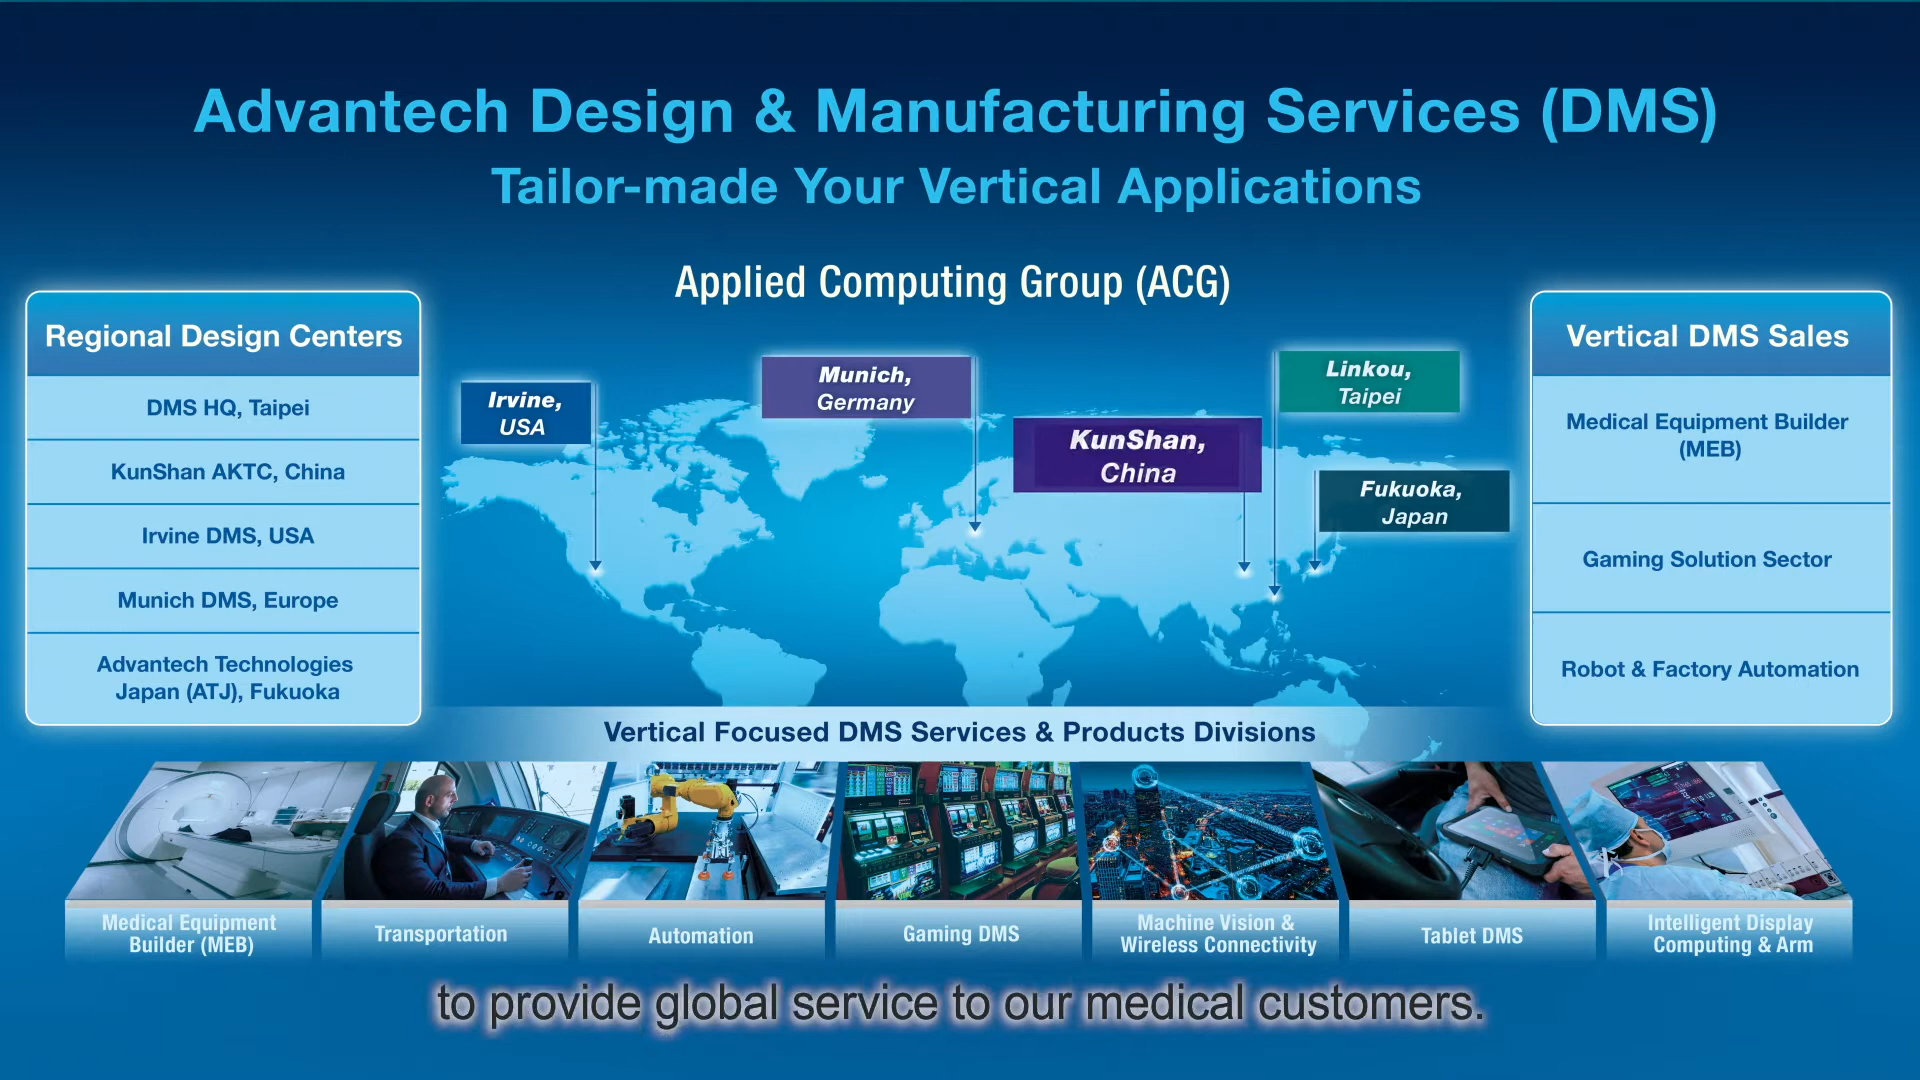 Advantech Design & Manufacturing Services (DMS)
Tailor-made Your Vertical Applications
Applied Computing Group (ACG)
Regional Design Centers
DMS HQ, Taipei
KunShan AKTC, China
Irvine DMS, USA
Munich DMS, Europe
Advantech Technologies
Japan (ATJ), Fukuoka
Irvine,
USA
Munich,
Germany
KunShan,
China
Linkou,
Taipei
Fukuoka,
Japan
Vertical DMS Sales
Medical Equipment Builder
(MEB)
Gaming Solution Sector
Robot & Factory Automation
Vertical Focused DMS Services & Products Divisions
Medical Equipment
Builder (MEB)
Transportation
Automation
Gaming DMS
Machine Vision &
Wireless Connectivity
Tablet DMS
Intelligent Display
Computing & Arm
to provide global service to our medical customers.